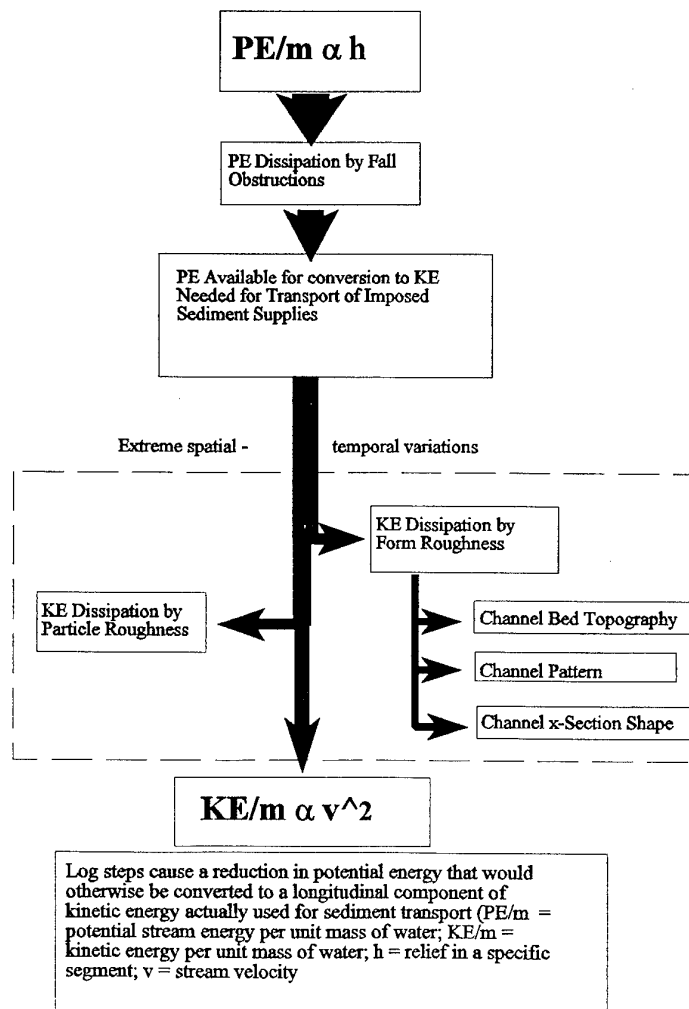 PE/m α h
PE Dissipation by Fall
Obstructions
PE Available for conversion to KE
Needed for Transport of Imposed
Sediment Supplies
Extreme spatial - temporal variations
KE Dissipation by
Form Roughness
KE Dissipation by
Particle Roughness
Channel Bed Topography
Channel Pattern
Channel x-Section Shape
KE/m α v^2
Log steps cause a reduction in potential energy that would
otherwise be converted to a longitudinal component of
kinetic energy actually used for sediment transport (PE/m =
potential stream energy per unit mass of water; KE/m =
kinetic energy per unit mass of water; h = relief in a specific
segment; v = stream velocity